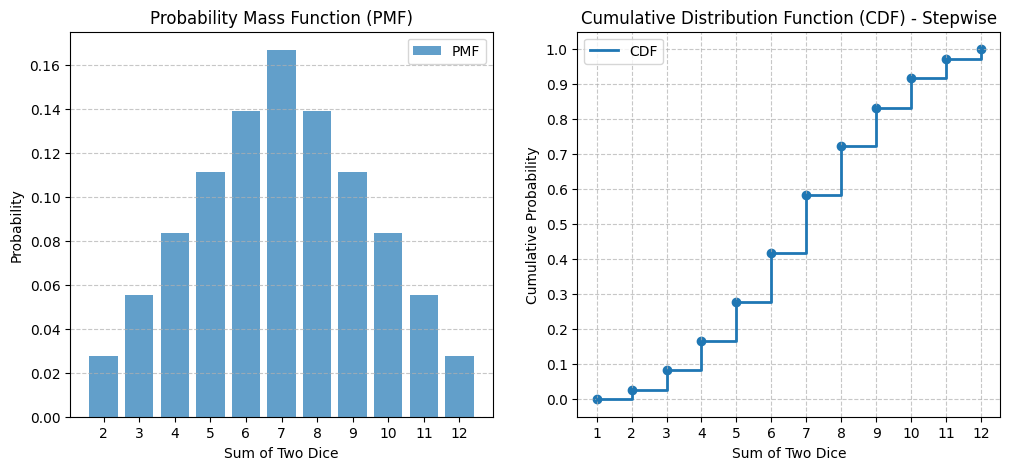 Probability Mass Function (PMF)
PMF
Probability
0.16
0.14
0.12
0.10
0.08
0.06
0.04
0.02
0.00
2 3 4 5 6 7 8 9 10 11 12
Sum of Two Dice
Cumulative Distribution Function (CDF) - Stepwise
CDF
Cumulative Probability
1.0
0.9
0.8
0.7
0.6
0.5
0.4
0.3
0.2
0.1
0.0
1 2 3 4 5 6 7 8 9 10 11 12
Sum of Two Dice